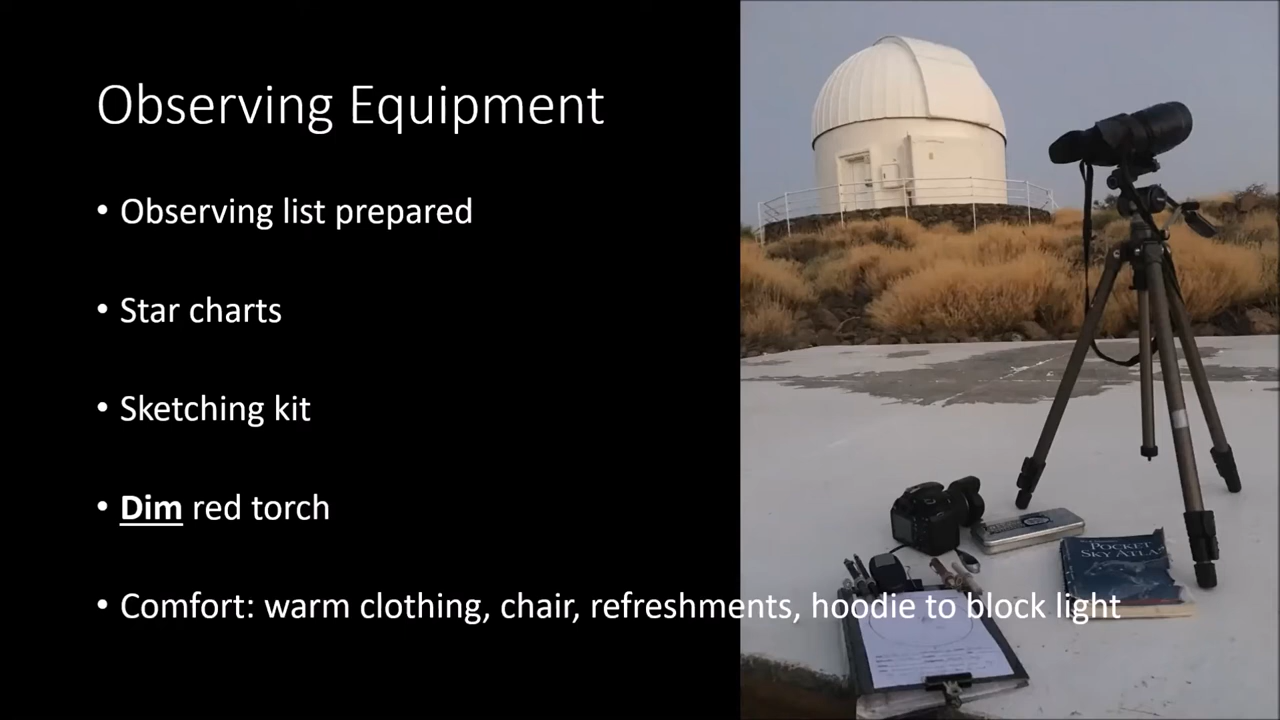 Observing Equipment
• Observing list prepared
• Star charts
• Sketching kit
• Dim red torch
• Comfort: warm clothing, chair, refreshments, hoodie to block light
POCKET
SKY ATLAS